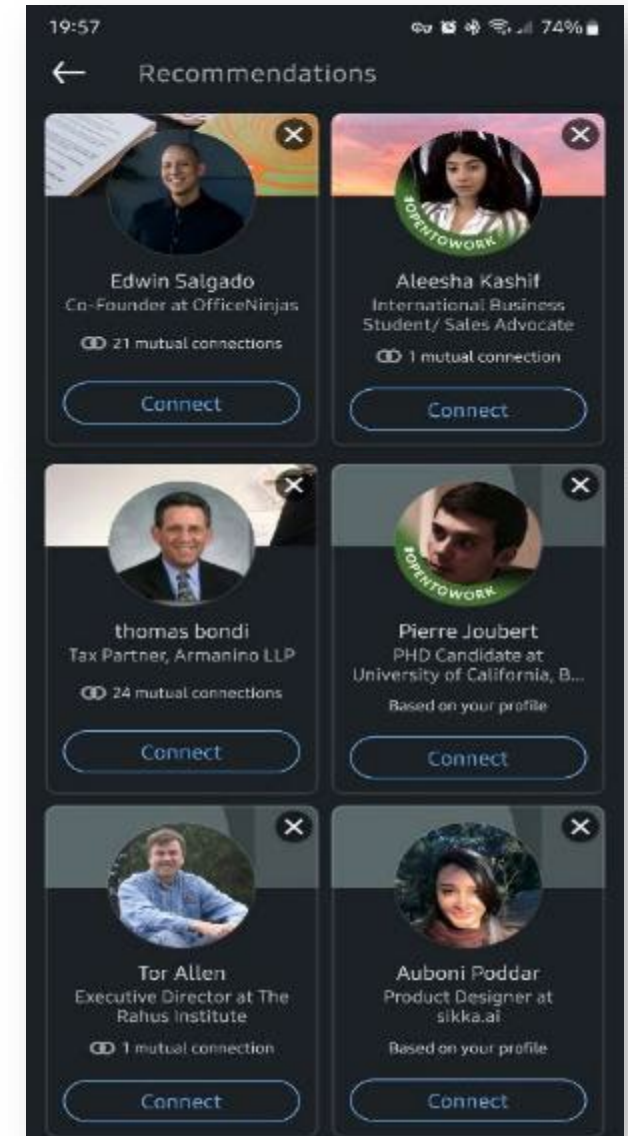 19:57
74%
Recommendations
#OPENTOWORK
Edwin Salgado
Co-Founder at OfficeNinjas
21 mutual connections
Connect
Aleesha Kashif
International Business
Student/ Sales Advocate
1 mutual connection
Connect
#OPENTOWORK
thomas bondi
Tax Partner, Armanino LLP
24 mutual connections
Connect
Pierre Joubert
PHD Candidate at
University of California, B...
Based on your profile
Connect
Tor Allen
Executive Director at The
Rahus Institute
1 mutual connection
Connect
Auboni Poddar
Product Designer at
sikka.ai
Based on your profile
Connect